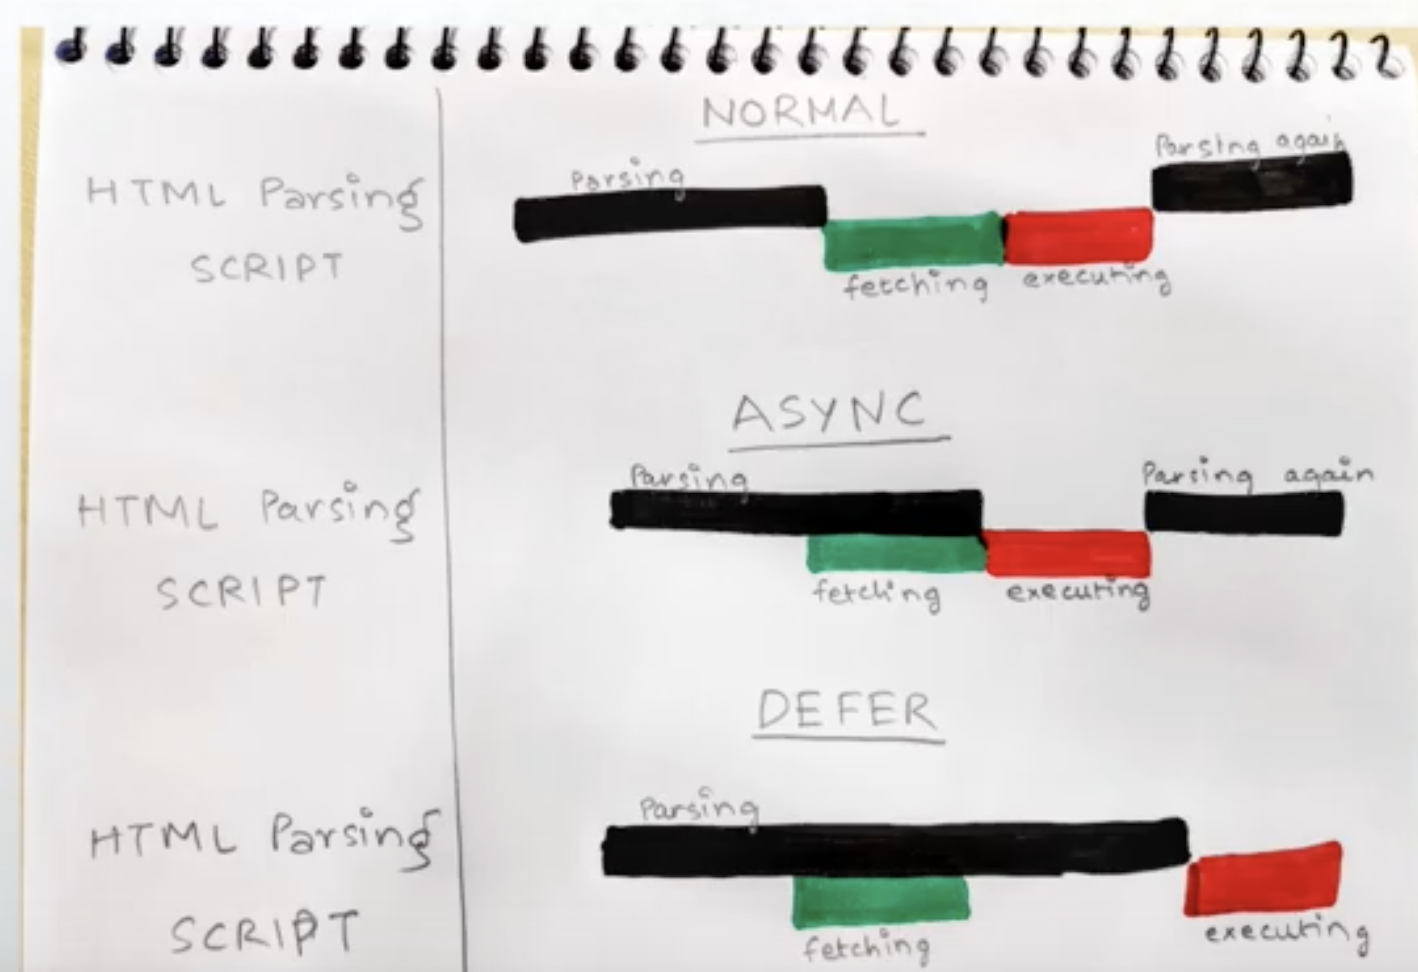 NORMAL
Parsing
Parsing again
HTML Parsing
SCRIPT
fetching executing
ASYNC
Parsing
Parsing again
HTML Parsing
SCRIPT
fetching executing
DEFER
Parsing
HTML Parsing
SCRIPT
fetching
executing